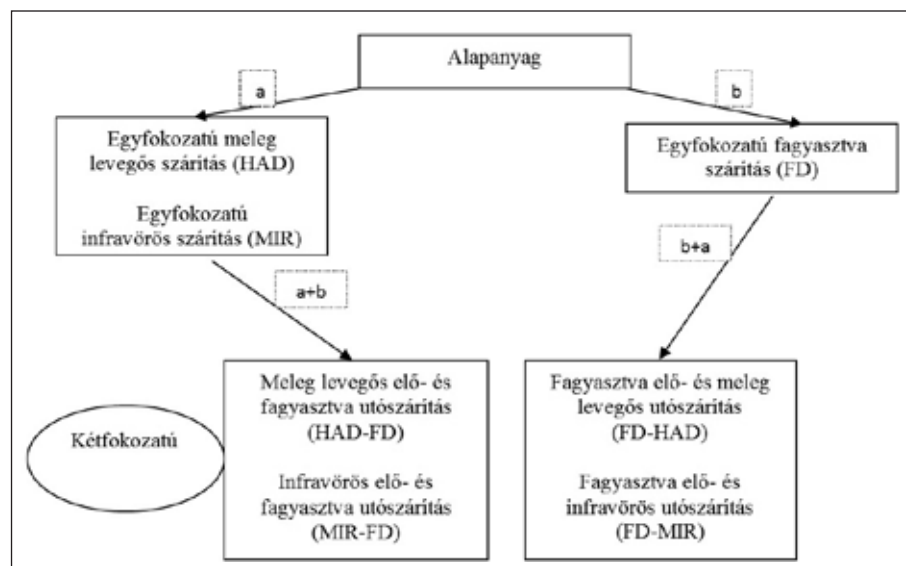 Alapanyag
a
b
Egyfokozatú meleg
levegős szárítás (HAD)
Egyfokozatú
infravörös szárítás (MIR)
Egyfokozatú fagyasztva
szárítás (FD)
a+b
b+a
Kétfokozatú
Meleg levegős elő- és
fagyasztva utószárítás
(HAD-FD)
Infravörös elő- és
fagyasztva utószárítás
(MIR-FD)
Fagyasztva elő- és meleg
levegős utószárítás
(FD-HAD)
Fagyasztva elő- és
infravörös utószárítás
(FD-MIR)